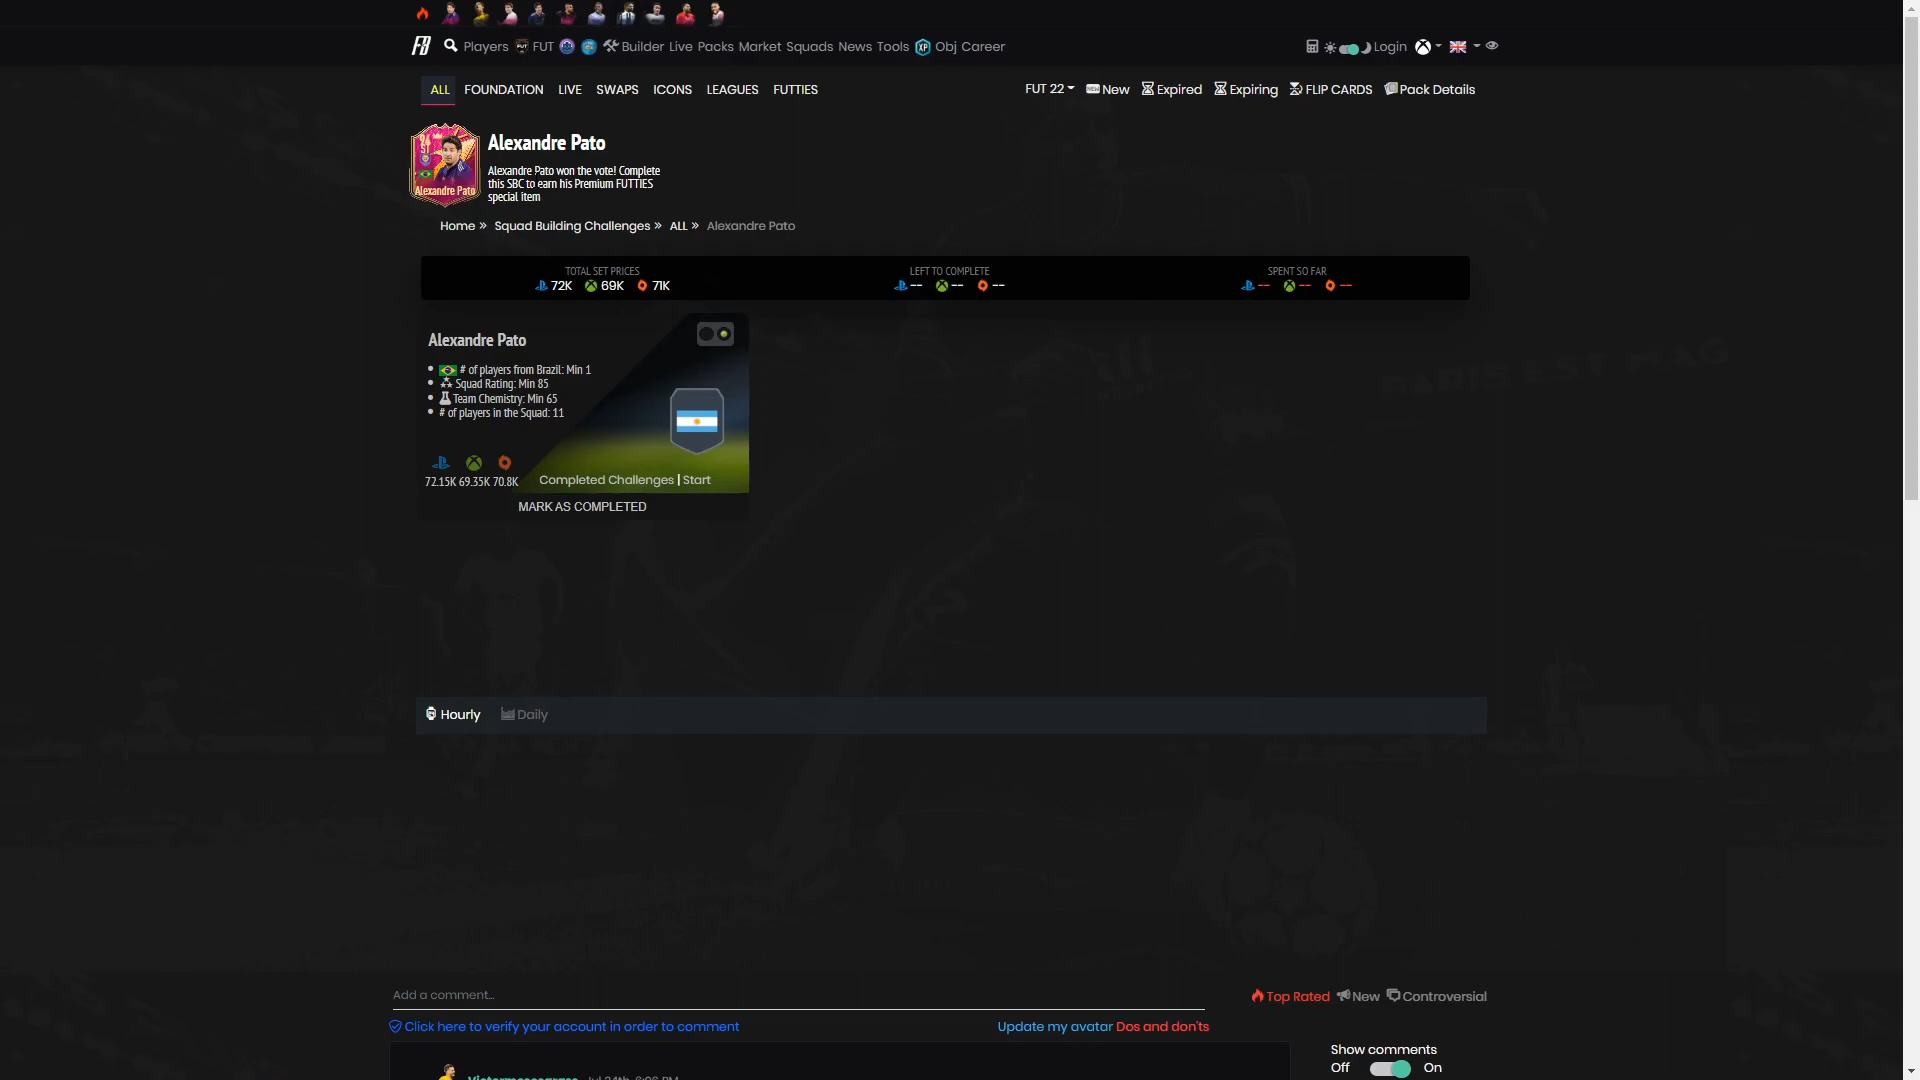 Players FUT Builder Live Packs Market Squads News Tools XP Obj Career Login
ALL FOUNDATION LIVE SWAPS ICONS LEAGUES FUTTIES FUT 22 New Expired Expiring FLIP CARDS Pack Details
Alexandre Pato
Alexandre Pato won the vote! Complete
this SBC to earn his Premium FUTTIES
special item
94
ST
Alexandre Pato
Home » Squad Building Challenges » ALL » Alexandre Pato
TOTAL SET PRICES LEFT TO COMPLETE SPENT SO FAR
72K 69K 71K -- -- -- -- -- --
Alexandre Pato
# of players from Brazil: Min 1
Squad Rating: Min 85
Team Chemistry: Min 65
# of players in the Squad: 11
72.15K 69.35K 70.8K
Completed Challenges | Start
MARK AS COMPLETED
Hourly Daily
Add a comment...
Top Rated New Controversial
Click here to verify your account in order to comment
Update my avatar Dos and don'ts
Show comments
Off On